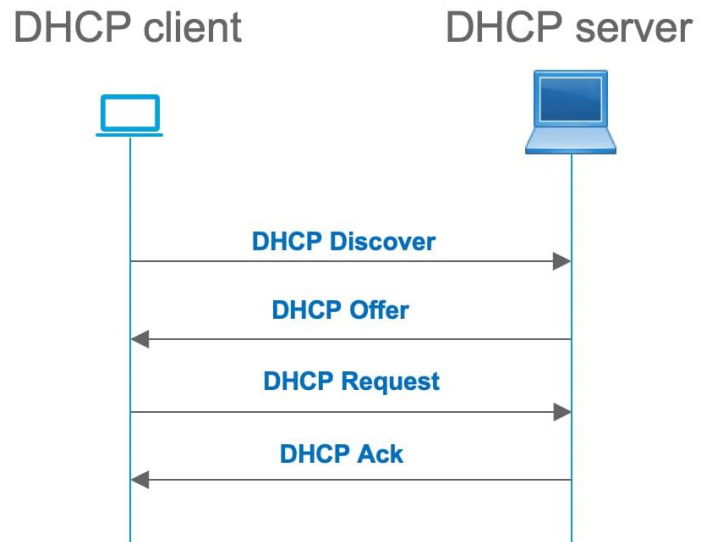 DHCP client
DHCP server
DHCP Discover
DHCP Offer
DHCP Request
DHCP Ack